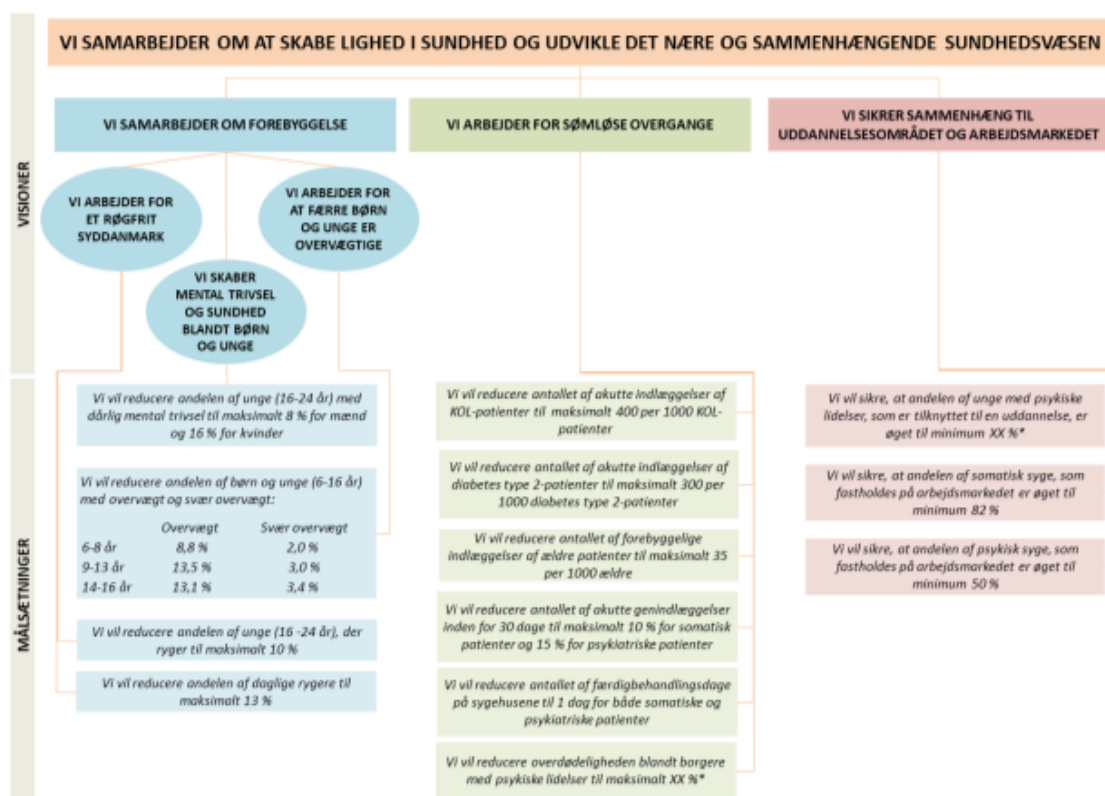 VI SAMARBEJDER OM AT SKABE LIGHED I SUNDHED OG UDVIKLE DET NÆRE OG SAMMENHÆNGENDE SUNDHEDSVÆSEN
VISIONER
VI SAMARBEJDER OM FOREBYGGELSE
VI ARBEJDER FOR
ET RØGFRIT
SYDDANMARK
VI SKABER
MENTAL TRIVSEL
OG SUNDHED
BLANDT BØRN
OG UNGE
VI ARBEJDER FOR
AT FÆRRE BØRN
OG UNGE ER
OVERVÆGTIGE
VI ARBEJDER FOR SØMLØSE OVERGANGE
VI SIKRER SAMMENHÆNG TIL
UDDANNELSESOMRÅDET OG ARBEJDSMARKEDET
MÅLSÆTNINGER
Vi vil reducere andelen af unge (16-24 år) med
dårlig mental trivsel til maksimalt 8 % for mænd
og 16 % for kvinder
Vi vil reducere andelen af børn og unge (6-16 år)
med overvægt og svær overvægt:
Overvægt Svær overvægt
6-8 år 8,8 % 2,0 %
9-13 år 13,5 % 3,0 %
14-16 år 13,1 % 3,4 %
Vi vil reducere andelen af unge (16 -24 år), der
ryger til maksimalt 10 %
Vi vil reducere andelen af daglige rygere til
maksimalt 13 %
Vi vil reducere antallet af akutte indlæggelser af
KOL-patienter til maksimalt 400 per 1000 KOL-
patienter
Vi vil reducere antallet af akutte indlæggelser af
diabetes type 2-patienter til maksimalt 300 per
1000 diabetes type 2-patienter
Vi vil reducere antallet af forebyggelige
indlæggelser af ældre patienter til maksimalt 35
per 1000 ældre
Vi vil reducere antallet af akutte genindlæggelser
inden for 30 dage til maksimalt 10 % for somatisk
patienter og 15 % for psykiatriske patienter
Vi vil reducere antallet af færdigbehandlingsdage
på sygehusene til 1 dag for både somatiske og
psykiatriske patienter
Vi vil reducere overdødeligheden blandt borgere
med psykiske lidelser til maksimalt XX %*
Vi vil sikre, at andelen af unge med psykiske
lidelser, som er tilknyttet til en uddannelse, er
øget til minimum XX %*
Vi vil sikre, at andelen af somatisk syge, som
fastholdes på arbejdsmarkedet er øget til
minimum 82 %
Vi vil sikre, at andelen af psykisk syge, som
fastholdes på arbejdsmarkedet er øget til
minimum 50 %